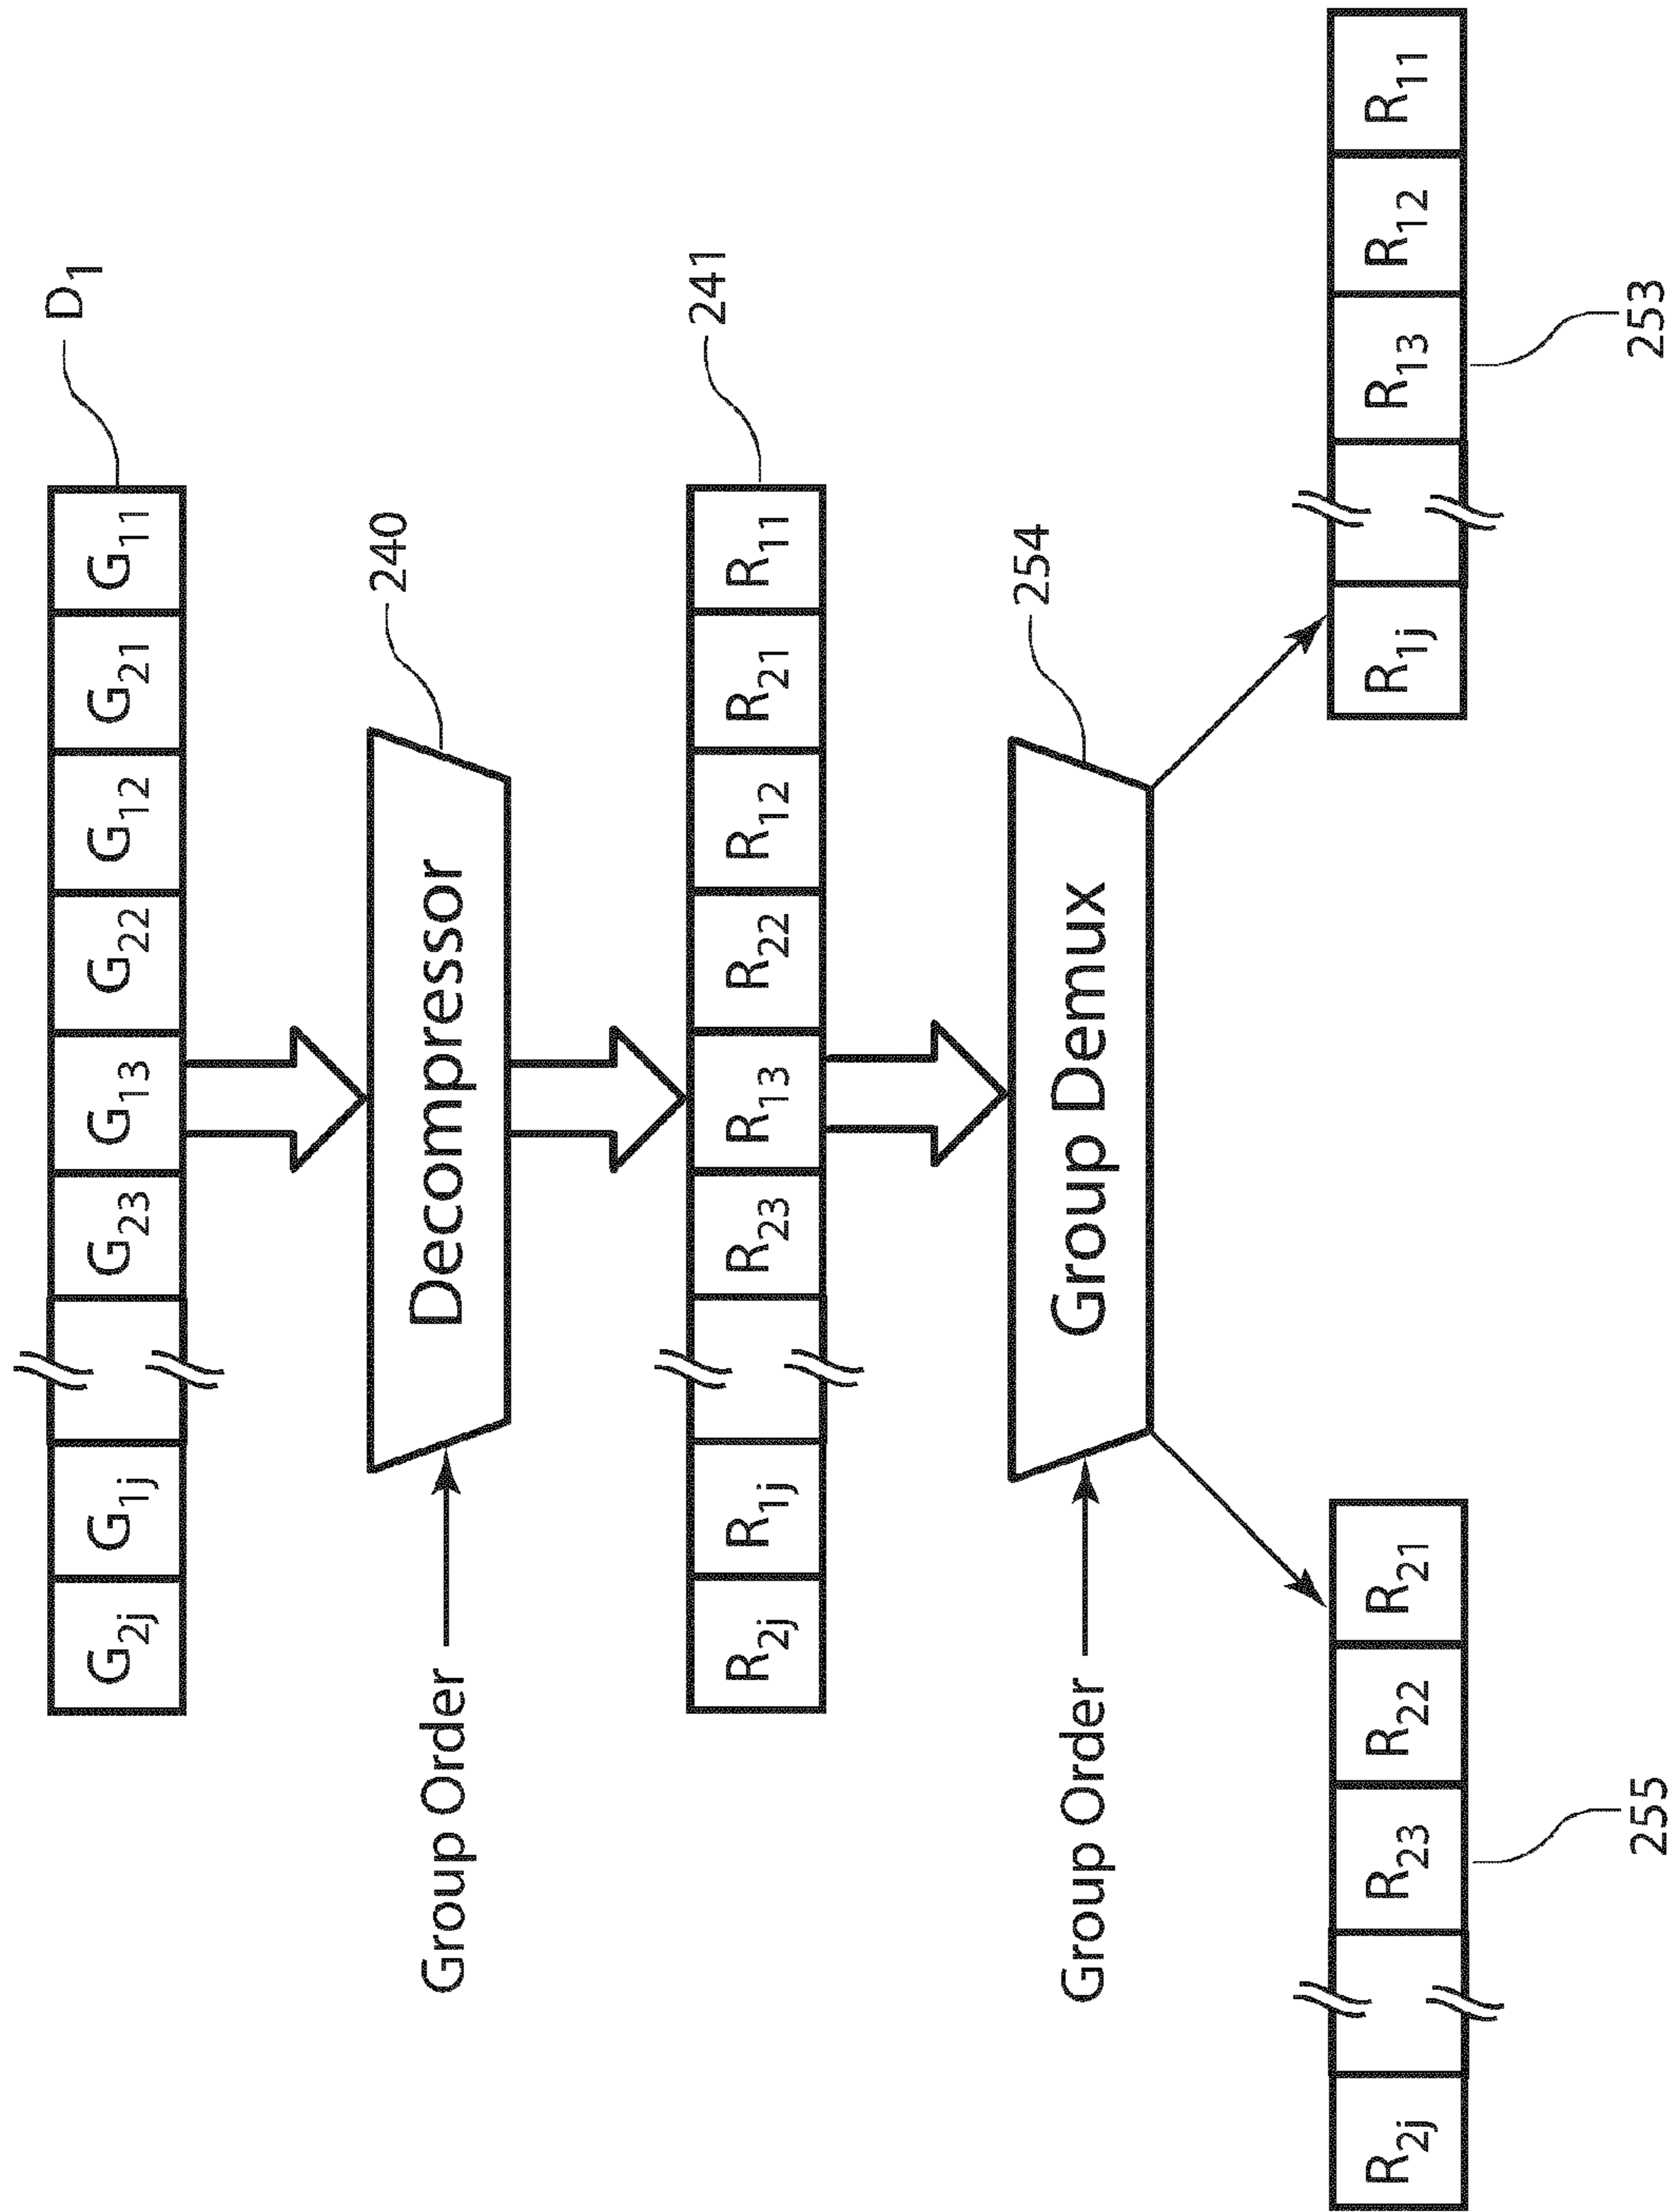 D₁
G₂ⱼ G₁ⱼ G₂₃ G₁₃ G₂₂ G₁₂ G₂₁ G₁₁
240
Group Order Decompressor
241
R₂ⱼ R₁ⱼ R₂₃ R₁₃ R₂₂ R₁₂ R₂₁ R₁₁
254
Group Order Group Demux
R₂ⱼ R₂₃ R₂₂ R₂₁
R₁ⱼ R₁₃ R₁₂ R₁₁
255
253